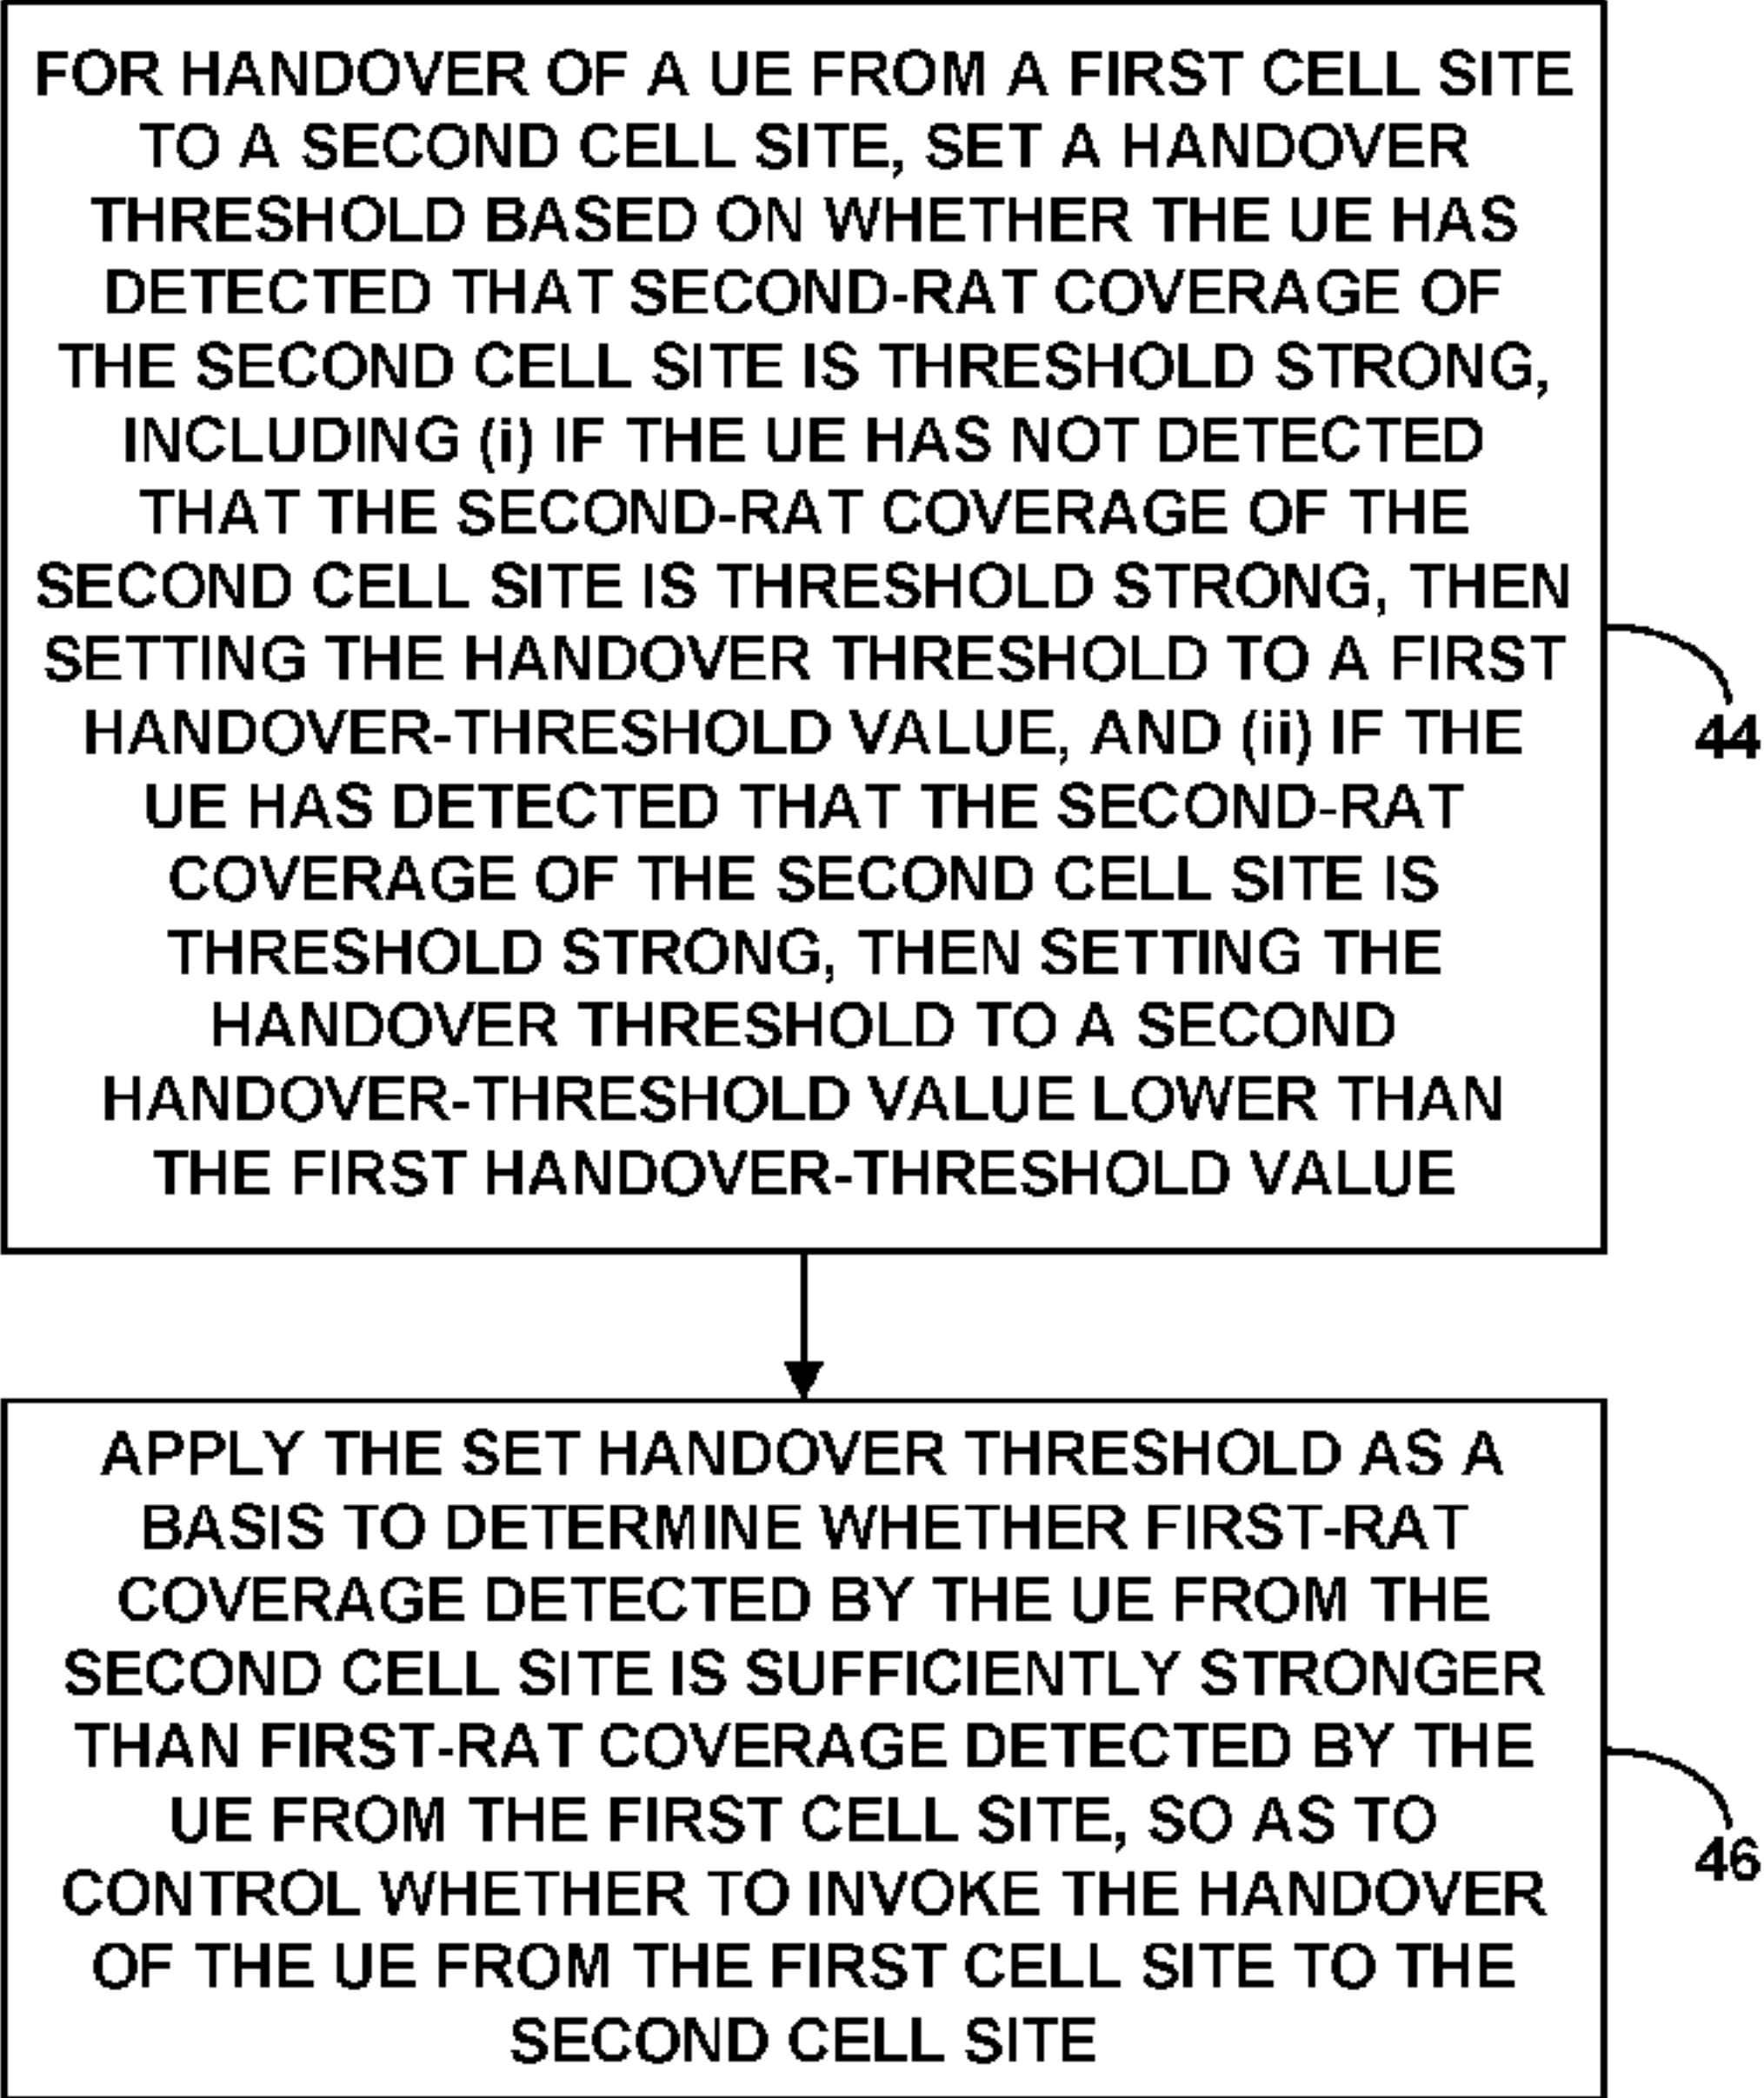 FOR HANDOVER OF A UE FROM A FIRST CELL SITE
TO A SECOND CELL SITE, SET A HANDOVER
THRESHOLD BASED ON WHETHER THE UE HAS
DETECTED THAT SECOND-RAT COVERAGE OF
THE SECOND CELL SITE IS THRESHOLD STRONG,
INCLUDING (i) IF THE UE HAS NOT DETECTED
THAT THE SECOND-RAT COVERAGE OF THE
SECOND CELL SITE IS THRESHOLD STRONG, THEN
SETTING THE HANDOVER THRESHOLD TO A FIRST
HANDOVER-THRESHOLD VALUE, AND (ii) IF THE
UE HAS DETECTED THAT THE SECOND-RAT
COVERAGE OF THE SECOND CELL SITE IS
THRESHOLD STRONG, THEN SETTING THE
HANDOVER THRESHOLD TO A SECOND
HANDOVER-THRESHOLD VALUE LOWER THAN
THE FIRST HANDOVER-THRESHOLD VALUE
44
APPLY THE SET HANDOVER THRESHOLD AS A
BASIS TO DETERMINE WHETHER FIRST-RAT
COVERAGE DETECTED BY THE UE FROM THE
SECOND CELL SITE IS SUFFICIENTLY STRONGER
THAN FIRST-RAT COVERAGE DETECTED BY THE
UE FROM THE FIRST CELL SITE, SO AS TO
CONTROL WHETHER TO INVOKE THE HANDOVER
OF THE UE FROM THE FIRST CELL SITE TO THE
SECOND CELL SITE
46